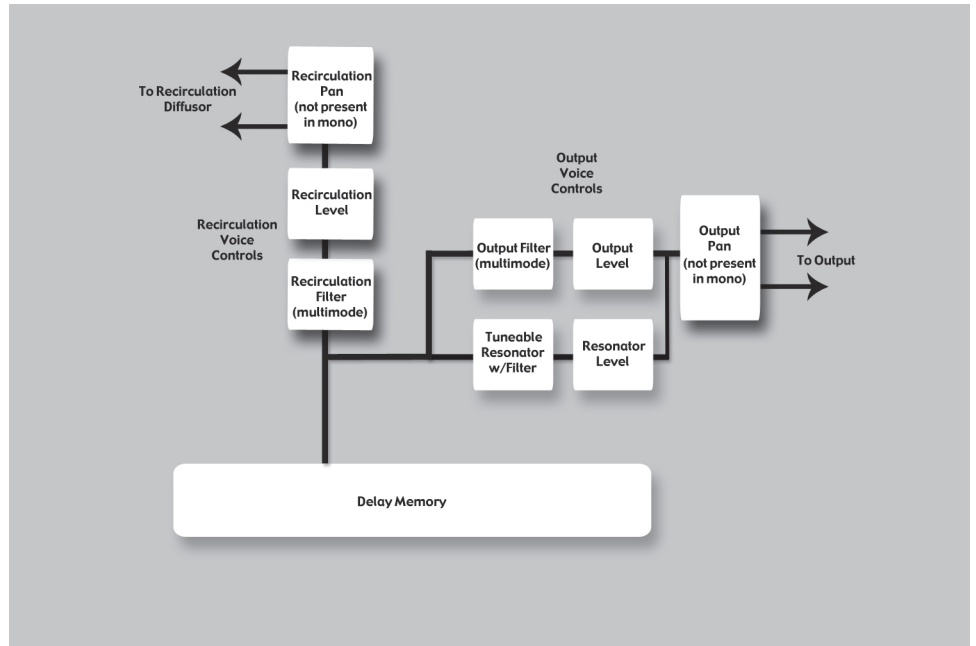 Recirculation
Pan
(not present
in mono)
To Recirculation
Diffusor
Recirculation
Level
Recirculation
Voice
Controls
Recirculation
Filter
(multimode)
Output
Voice
Controls
Output Filter
(multimode)
Output
Level
Output
Pan
(not present
in mono)
To Output
Tuneable
Resonator
w/Filter
Resonator
Level
Delay Memory